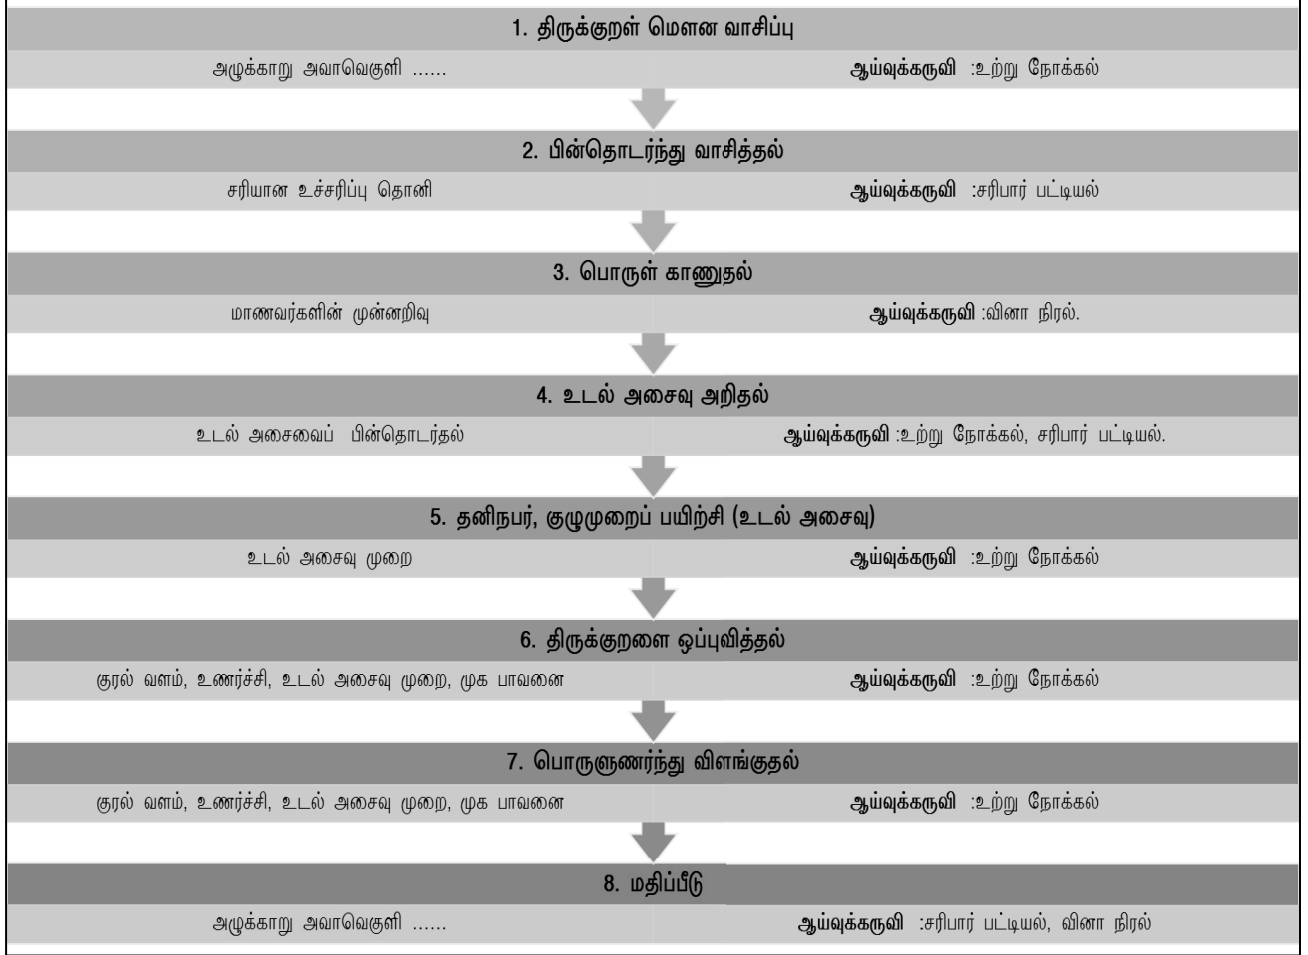 1. திருக்குறள் மௌன வாசிப்பு
அழுக்காறு அவாவெகுளி ...... ஆய்வுக்கருவி :உற்று நோக்கல்
2. பின்தொடர்ந்து வாசித்தல்
சரியான உச்சரிப்பு தொனி ஆய்வுக்கருவி :சரிபார் பட்டியல்
3. பொருள் காணுதல்
மாணவர்களின் முன்னறிவு ஆய்வுக்கருவி :வினா நிரல்.
4. உடல் அசைவு அறிதல்
உடல் அசைவைப் பின்தொடர்தல் ஆய்வுக்கருவி :உற்று நோக்கல், சரிபார் பட்டியல்.
5. தனிநபர், குழுமுறைப் பயிற்சி (உடல் அசைவு)
உடல் அசைவு முறை ஆய்வுக்கருவி :உற்று நோக்கல்
6. திருக்குறளை ஒப்புவித்தல்
குரல் வளம், உணர்ச்சி, உடல் அசைவு முறை, முக பாவனை ஆய்வுக்கருவி :உற்று நோக்கல்
7. பொருளுணர்ந்து விளங்குதல்
குரல் வளம், உணர்ச்சி, உடல் அசைவு முறை, முக பாவனை ஆய்வுக்கருவி :உற்று நோக்கல்
8. மதிப்பீடு
அழுக்காறு அவாவெகுளி ...... ஆய்வுக்கருவி :சரிபார் பட்டியல், வினா நிரல்